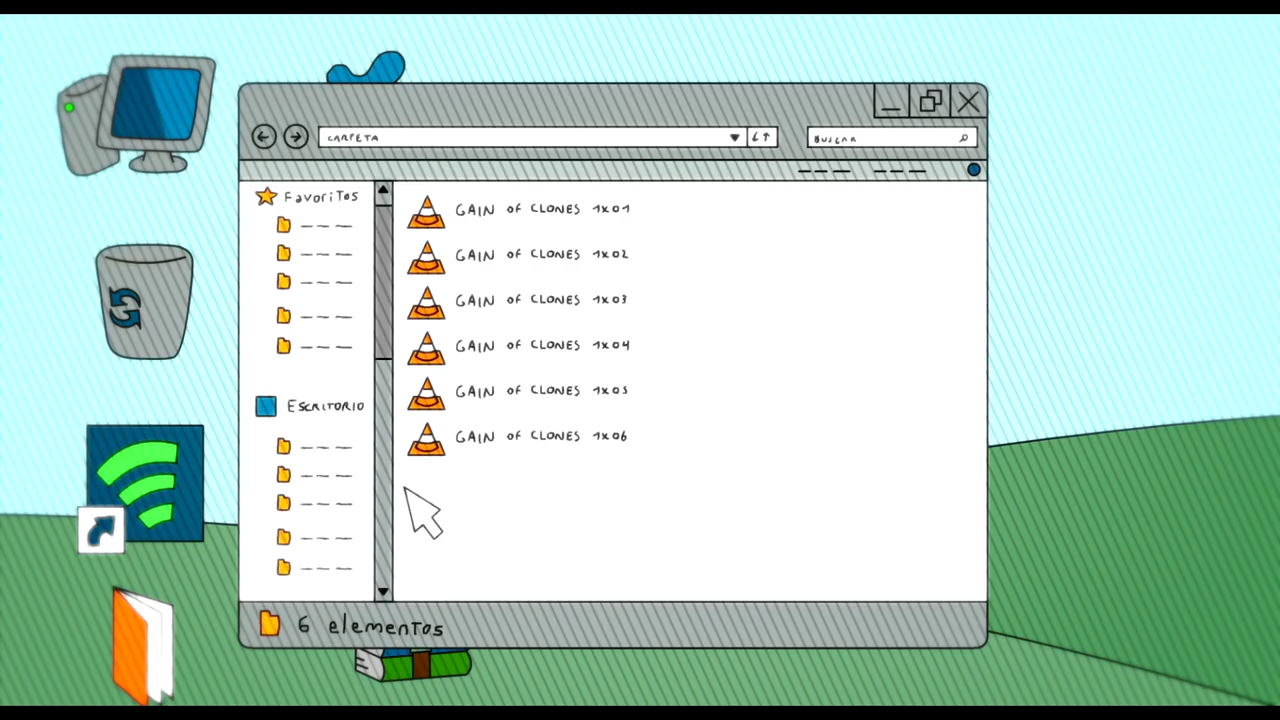 CARPETA
BUSCAR
Favoritos
GAIN of CLONES 1x01
GAIN of CLONES 1x02
GAIN of CLONES 1x03
GAIN of CLONES 1x04
GAIN of CLONES 1x05
GAIN of CLONES 1x06
ESCRITORIO
6 elementos